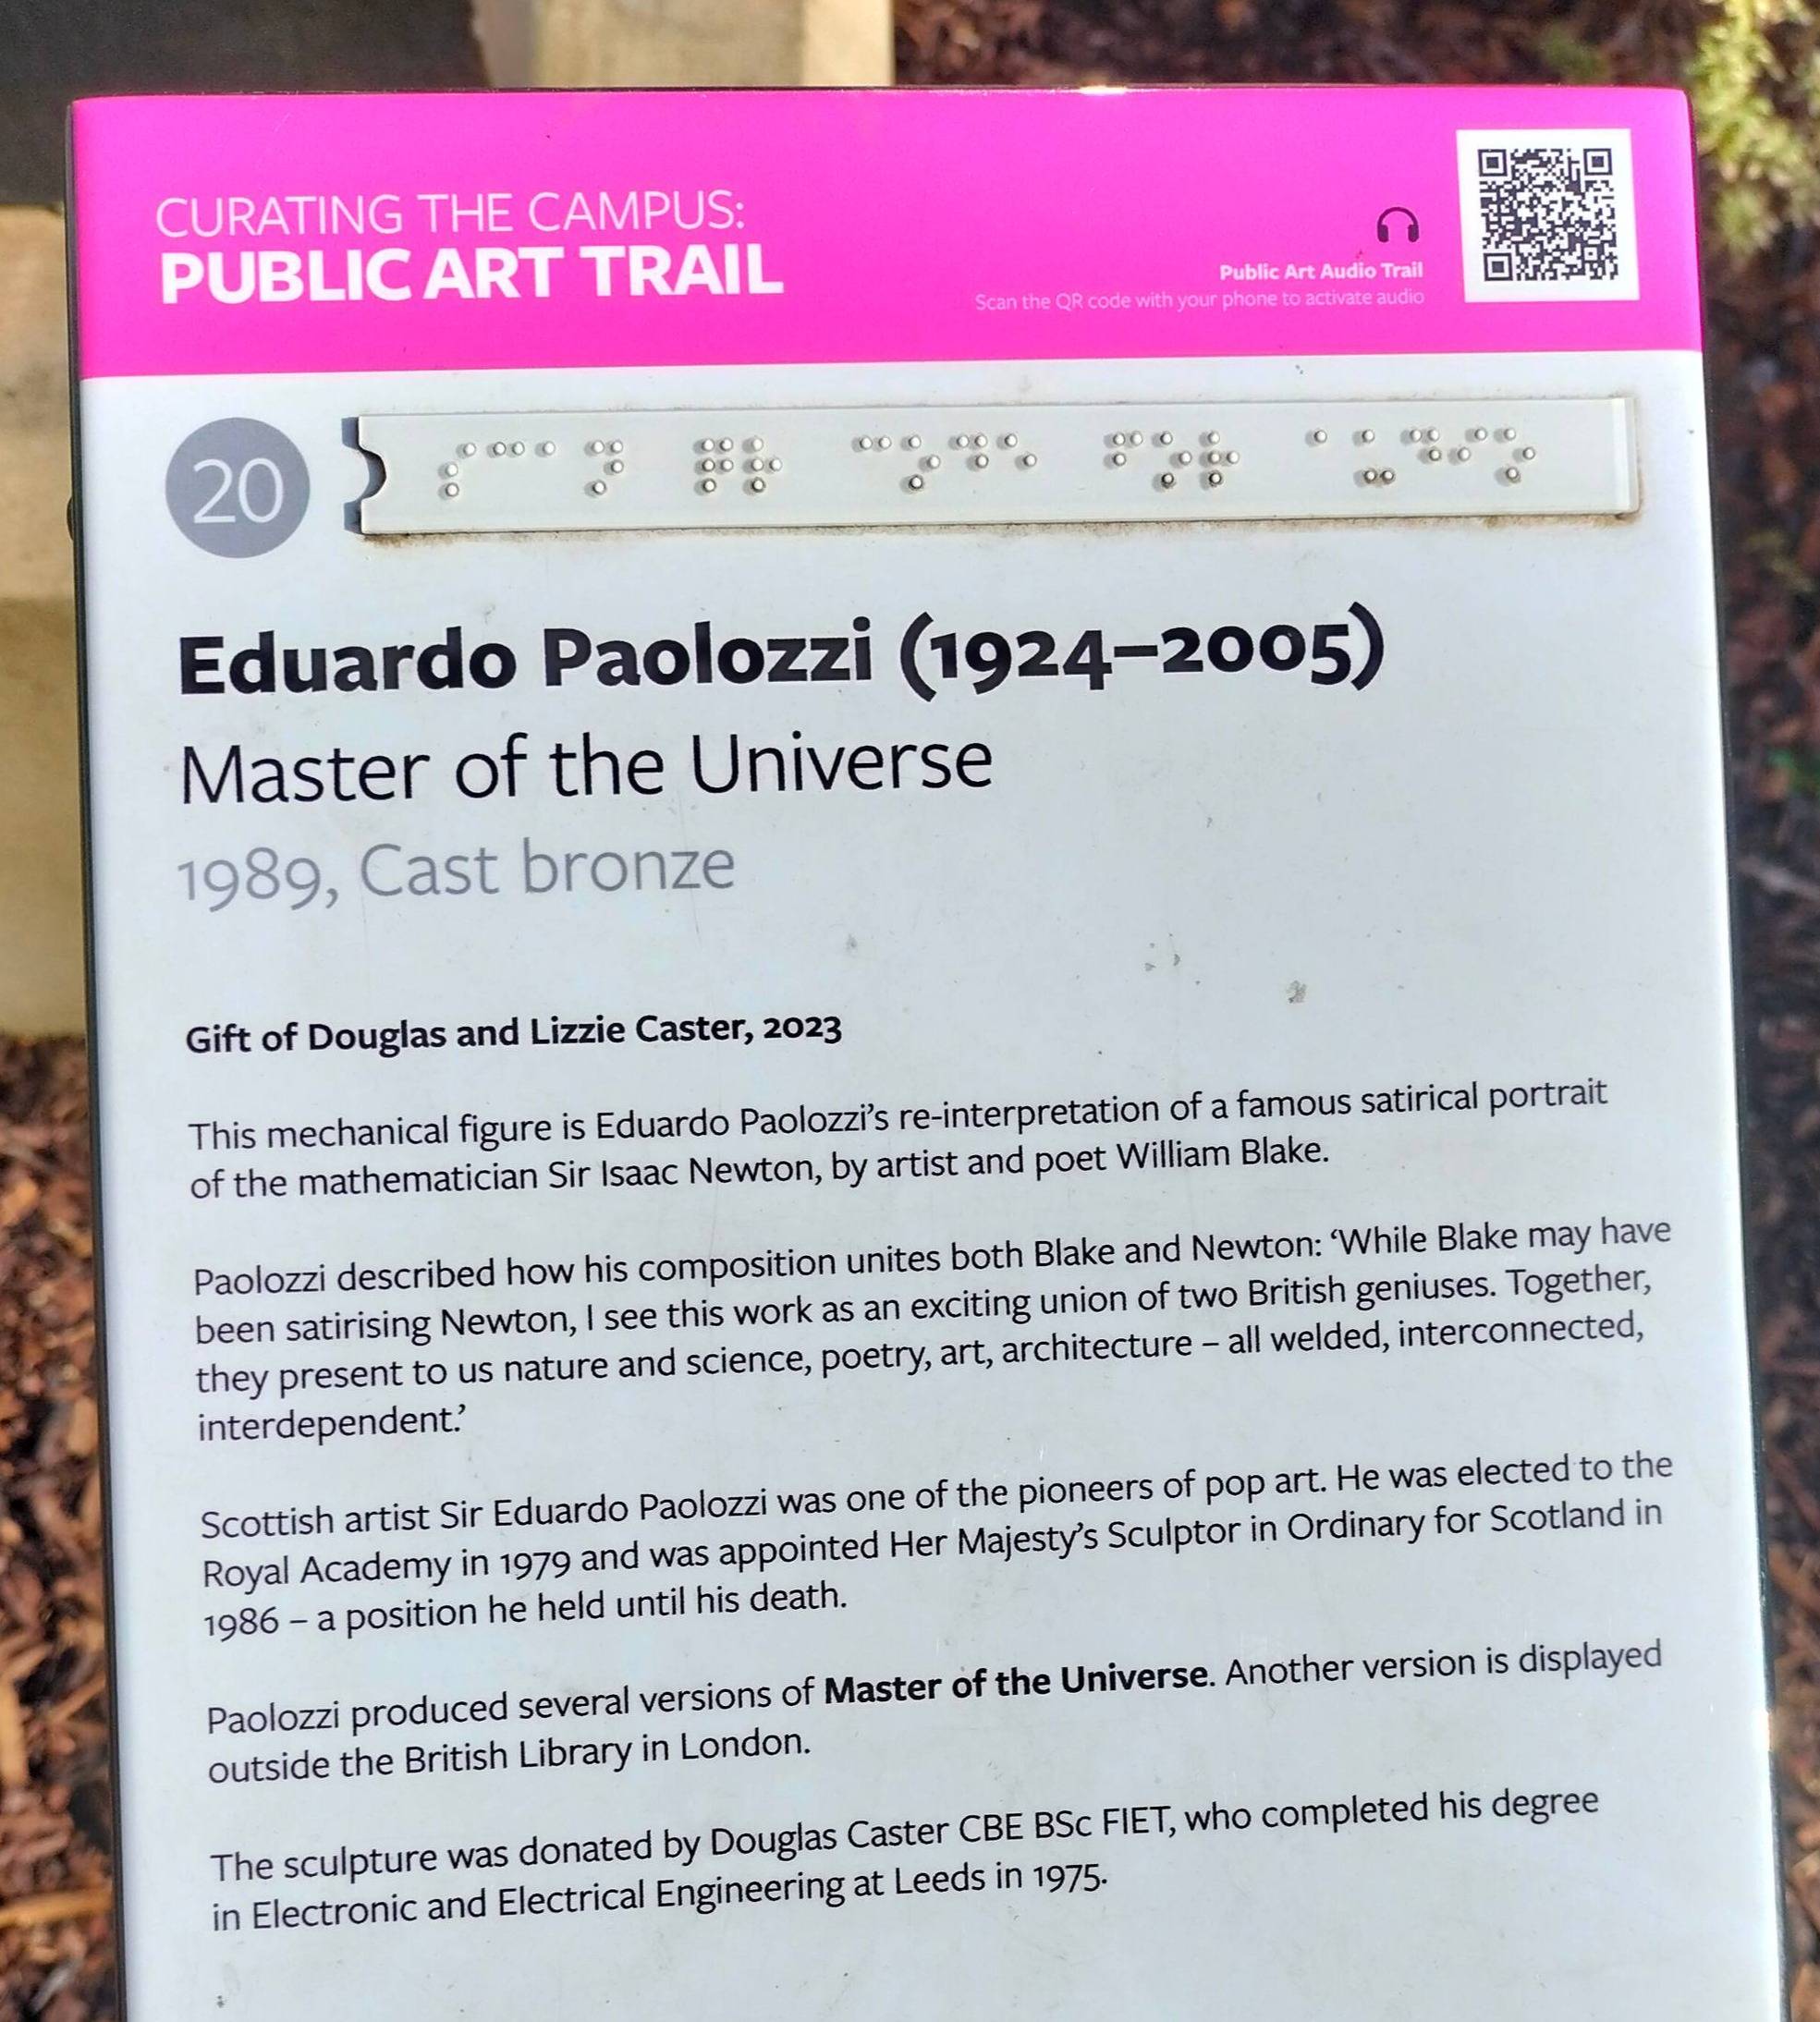 CURATING THE CAMPUS:
PUBLIC ART TRAIL
Public Art Audio Trail
Scan the QR code with your phone to activate audio
20
Eduardo Paolozzi (1924–2005)
Master of the Universe
1989, Cast bronze
Gift of Douglas and Lizzie Caster, 2023
This mechanical figure is Eduardo Paolozzi’s re-interpretation of a famous satirical portrait
of the mathematician Sir Isaac Newton, by artist and poet William Blake.
Paolozzi described how his composition unites both Blake and Newton: ‘While Blake may have
been satirising Newton, I see this work as an exciting union of two British geniuses. Together,
they present to us nature and science, poetry, art, architecture – all welded, interconnected,
interdependent.’
Scottish artist Sir Eduardo Paolozzi was one of the pioneers of pop art. He was elected to the
Royal Academy in 1979 and was appointed Her Majesty’s Sculptor in Ordinary for Scotland in
1986 – a position he held until his death.
Paolozzi produced several versions of Master of the Universe. Another version is displayed
outside the British Library in London.
The sculpture was donated by Douglas Caster CBE BSc FIET, who completed his degree
in Electronic and Electrical Engineering at Leeds in 1975.